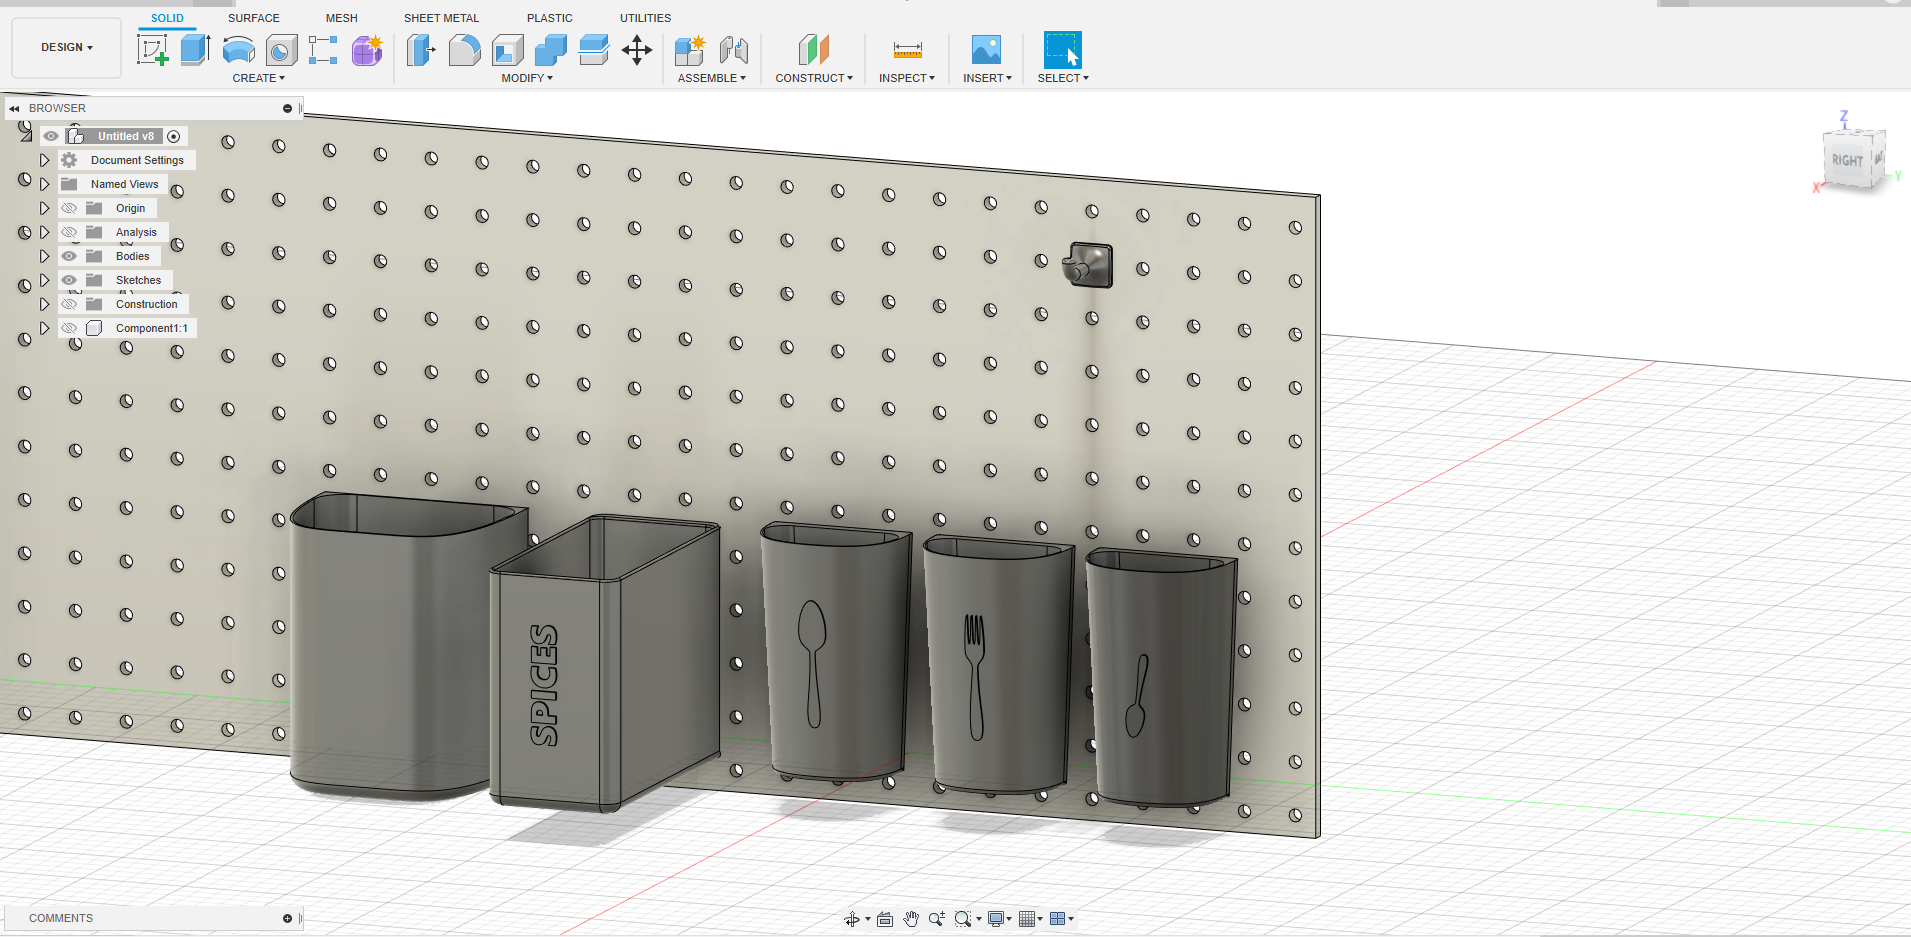 SOLID SURFACE MESH SHEET METAL PLASTIC UTILITIES
DESIGN
CREATE MODIFY ASSEMBLE CONSTRUCT INSPECT INSERT SELECT
BROWSER
Untitled v8
Document Settings
Named Views
Origin
Analysis
Bodies
Sketches
Construction
Component1:1
Z
RIGHT
X
Y
SPICES
COMMENTS